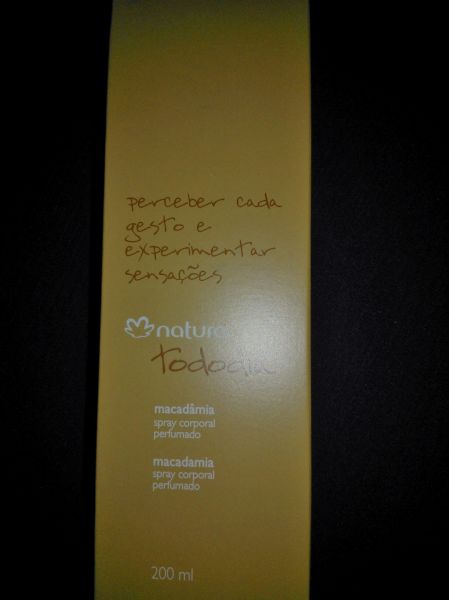 perceber cada
gesto e
experimentar
sensações
natura
tododia
macadâmia
spray corporal
perfumado
macadamia
spray corporal
perfumado
200 ml